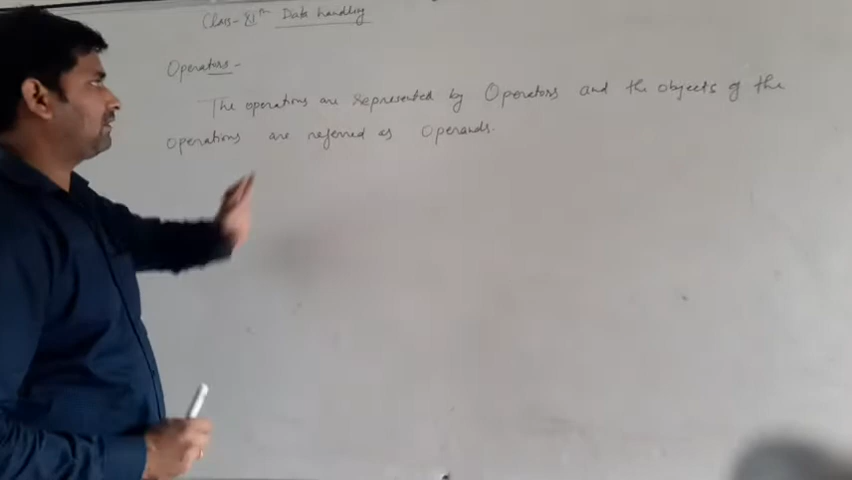 Class- XIth Data handling
Operators-
The operations are represented by Operators and the objects of the
operations are referred as Operands.